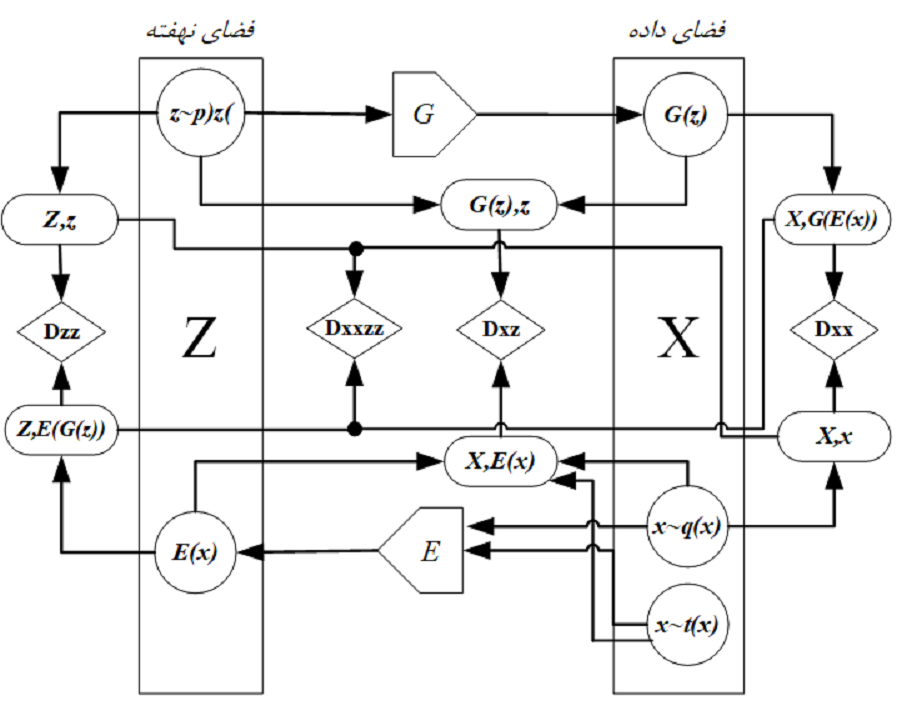 فضای نهفته
فضای داده
z~p)z(
G
G(z)
Z,z
G(z),z
X,G(E(x))
Dzz
Z
Dxxzz
Dxz
X
Dxx
Z,E(G(z))
X,E(x)
X,x
E(x)
E
x~q(x)
x~t(x)